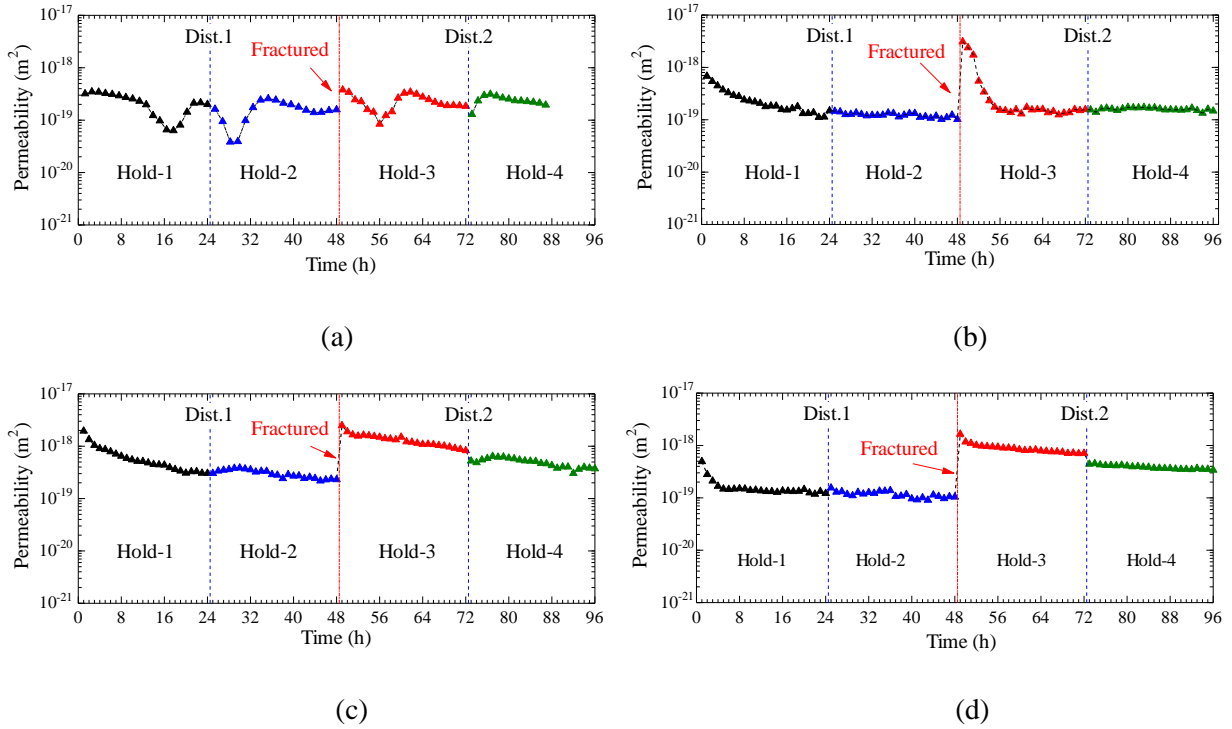 10⁻¹⁷
10⁻¹⁸
10⁻¹⁹
10⁻²⁰
10⁻²¹
Permeability (m²)
Dist.1
Fractured
Dist.2
Hold-1 Hold-2 Hold-3 Hold-4
0 8 16 24 32 40 48 56 64 72 80 88 96
Time (h)
(a)
10⁻¹⁷
10⁻¹⁸
10⁻¹⁹
10⁻²⁰
10⁻²¹
Permeability (m²)
Dist.1
Fractured
Dist.2
Hold-1 Hold-2 Hold-3 Hold-4
0 8 16 24 32 40 48 56 64 72 80 88 96
Time (h)
(b)
10⁻¹⁷
10⁻¹⁸
10⁻¹⁹
10⁻²⁰
10⁻²¹
Permeability (m²)
Dist.1
Fractured
Dist.2
Hold-1 Hold-2 Hold-3 Hold-4
0 8 16 24 32 40 48 56 64 72 80 88 96
Time (h)
(c)
10⁻¹⁷
10⁻¹⁸
10⁻¹⁹
10⁻²⁰
10⁻²¹
Permeability (m²)
Dist.1
Fractured
Dist.2
Hold-1 Hold-2 Hold-3 Hold-4
0 8 16 24 32 40 48 56 64 72 80 88 96
Time (h)
(d)